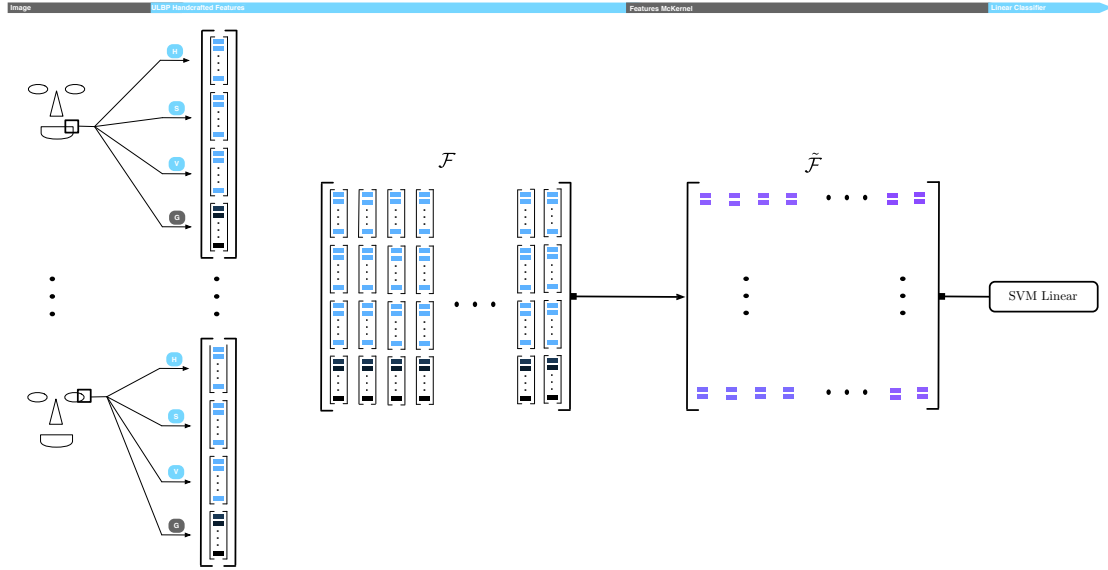 Image ULBP Handcrafted Features Features McKernel Linear Classifier
H
S
V
G
ℱ
ℱ̃
SVM Linear
H
S
V
G